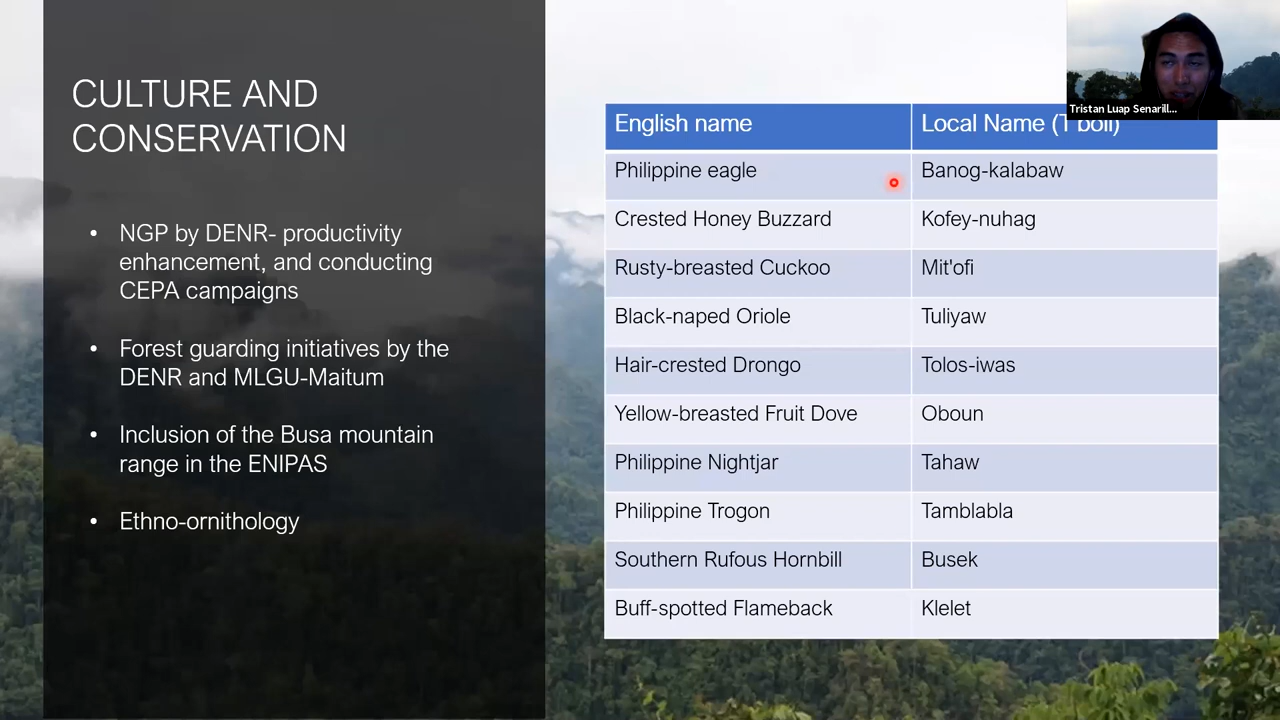 CULTURE AND
CONSERVATION
• NGP by DENR- productivity
enhancement, and conducting
CEPA campaigns
• Forest guarding initiatives by the
DENR and MLGU-Maitum
• Inclusion of the Busa mountain
range in the ENIPAS
• Ethno-ornithology
Tristan Luap Senarill...
English name Local Name (T'boli)
Philippine eagle Banog-kalabaw
Crested Honey Buzzard Kofey-nuhag
Rusty-breasted Cuckoo Mit'ofi
Black-naped Oriole Tuliyaw
Hair-crested Drongo Tolos-iwas
Yellow-breasted Fruit Dove Oboun
Philippine Nightjar Tahaw
Philippine Trogon Tamblabla
Southern Rufous Hornbill Busek
Buff-spotted Flameback Klelet